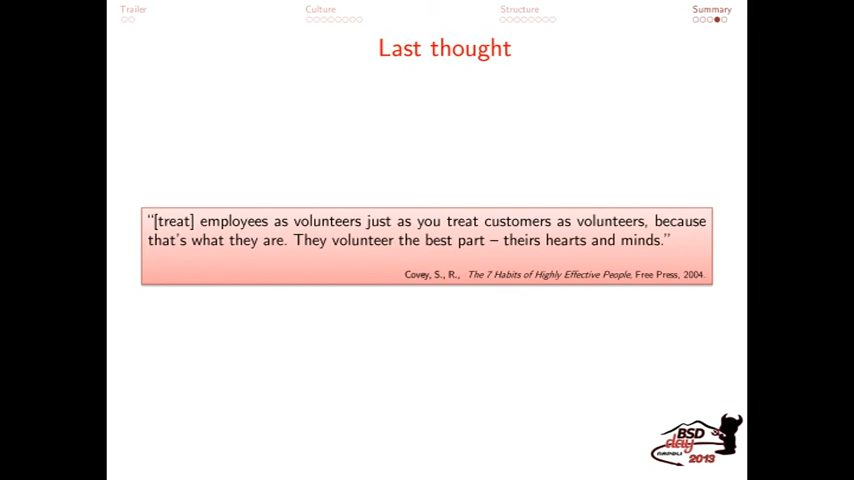 Trailer Culture Structure Summary
Last thought
“[treat] employees as volunteers just as you treat customers as volunteers, because
that's what they are. They volunteer the best part – theirs hearts and minds.”
Covey, S., R., The 7 Habits of Highly Effective People, Free Press, 2004.
BSD
day
NAPOLI
2013